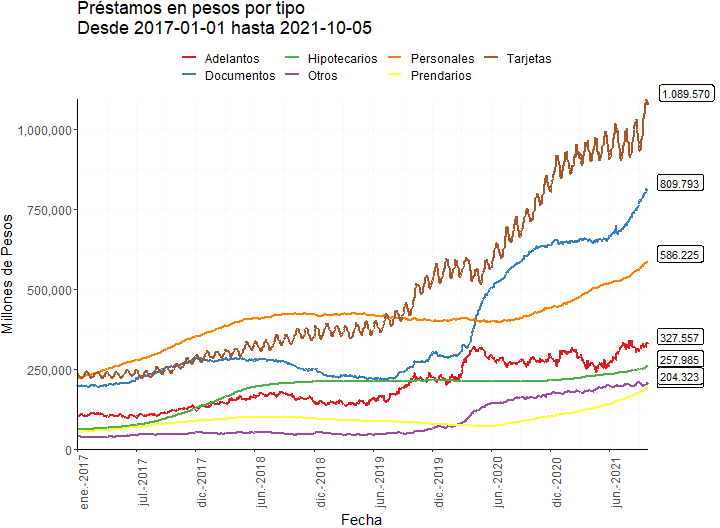 Préstamos en pesos por tipo
Desde 2017-01-01 hasta 2021-10-05
Adelantos Hipotecarios Personales Tarjetas
Documentos Otros Prendarios
1.089.570
1,000,000
809.793
750,000
586.225
500,000
327.557
257.985
250,000
204.323
0
Millones de Pesos
ene.-2017 jul.-2017 dic.-2017 jun.-2018 dic.-2018 jun.-2019 dic.-2019 jun.-2020 dic.-2020 jun.-2021
Fecha